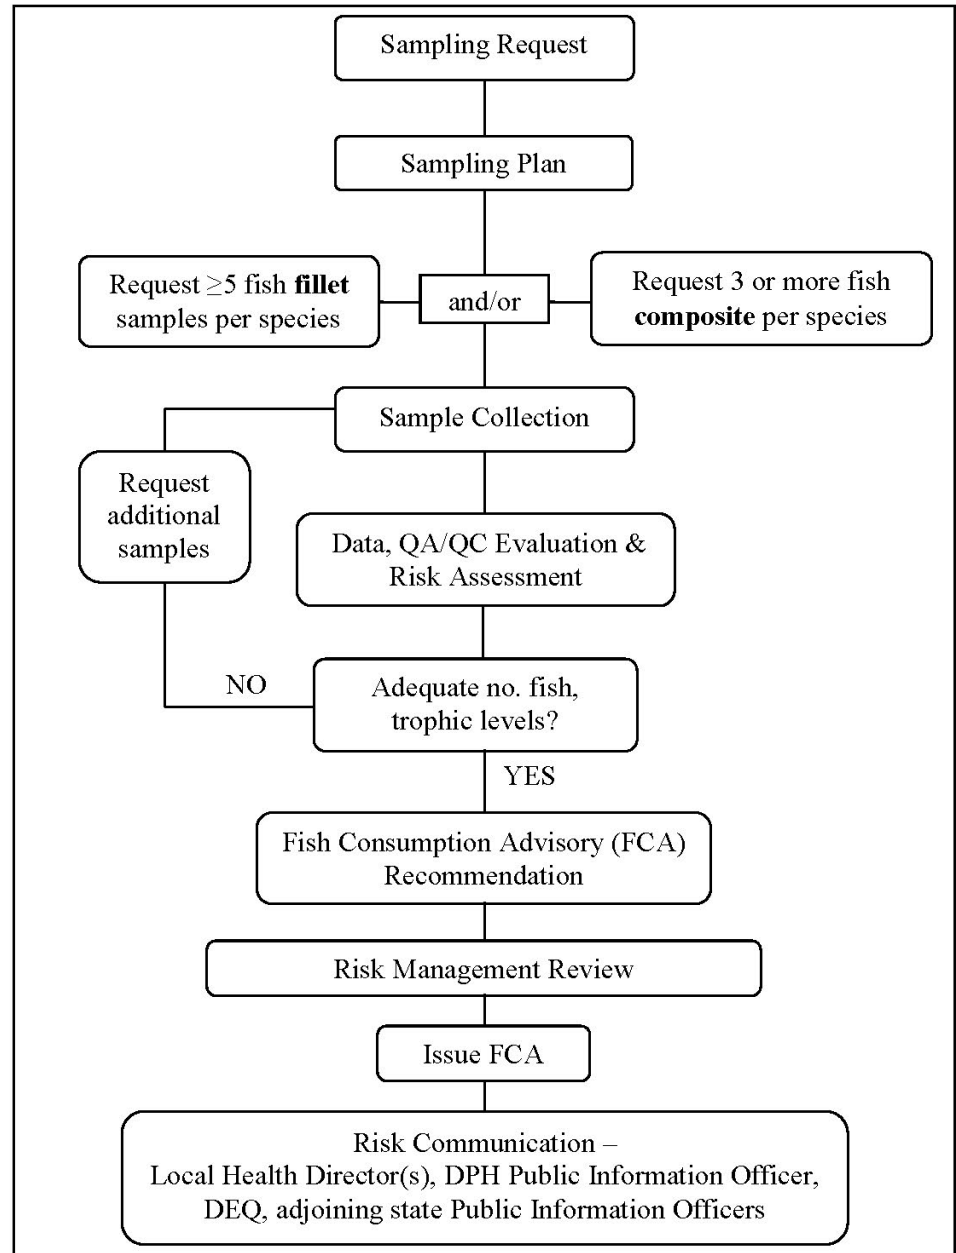 Sampling Request
Sampling Plan
Request ≥5 fish fillet
samples per species
and/or
Request 3 or more fish
composite per species
Sample Collection
Request
additional
samples
Data, QA/QC Evaluation &
Risk Assessment
NO
Adequate no. fish,
trophic levels?
YES
Fish Consumption Advisory (FCA)
Recommendation
Risk Management Review
Issue FCA
Risk Communication –
Local Health Director(s), DPH Public Information Officer,
DEQ, adjoining state Public Information Officers